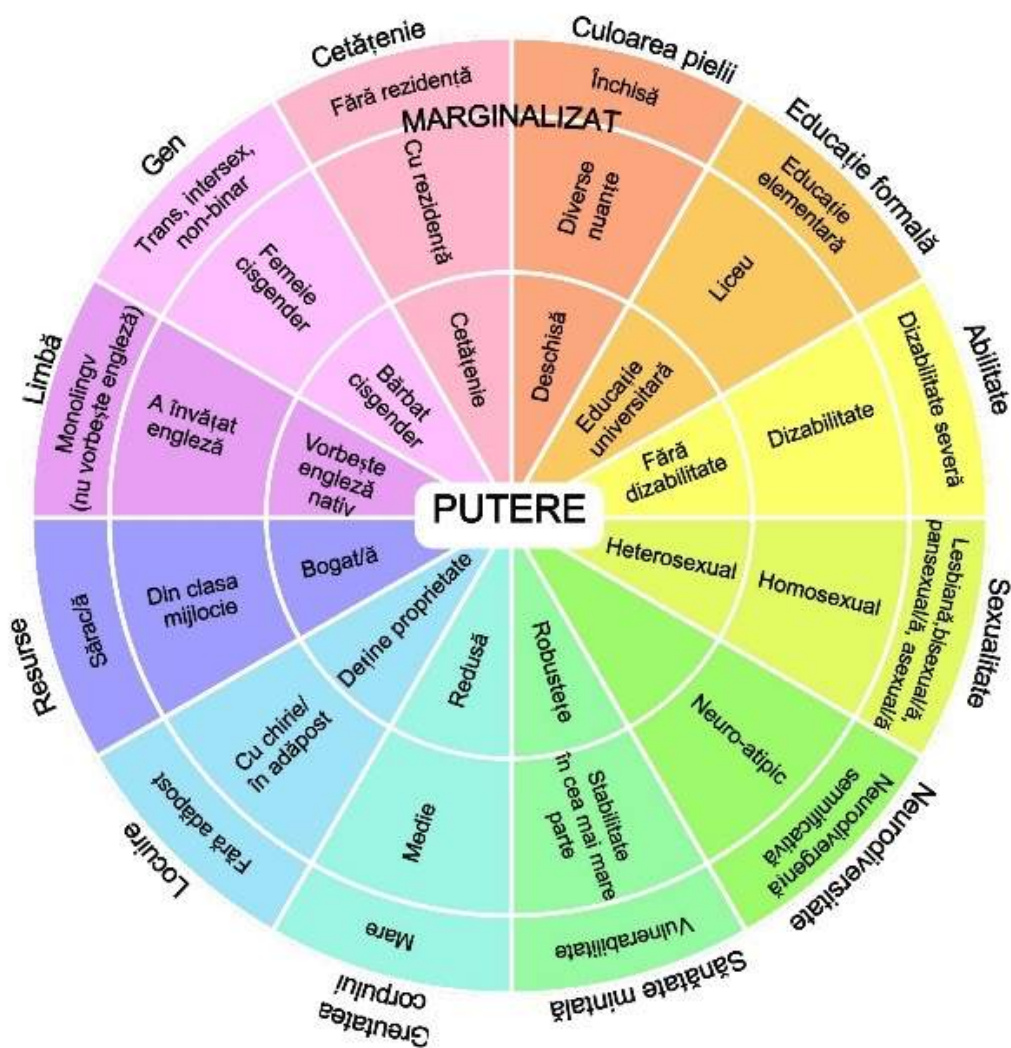 Cetățenie
Fără rezidență
Cu rezidență
Cetățenie
Culoarea pielii
Închisă
Diverse
nuanțe
Deschisă
Educație formală
Educație
elementară
Liceu
Educație
universitară
Abilitate
Dizabilitate severă
Dizabilitate
Fără
dizabilitate
Sexualitate
Lesbiană,bisexual/ă,
pansexual/ă, asexual/ă
Homosexual
Heterosexual
Neurodiversitate
Neurodivergență
semnificativă
Neuro-atipic
Sănătate mintală
Vulnerabilitate
Stabilitate
în cea mai mare
parte
Robustețe
Greutatea
corpului
Mare
Medie
Redusă
Locuire
Fără adăpost
Cu chirie/
în adăpost
Deține proprietate
Resurse
Sărac/ă
Din clasa
mijlocie
Bogat/ă
Limbă
Monolingv
(nu vorbește engleză)
A învățat
engleză
Vorbește
engleză
nativ
Gen
Trans, intersex,
non-binar
Femeie
cisgender
Bărbat
cisgender
MARGINALIZAT
PUTERE